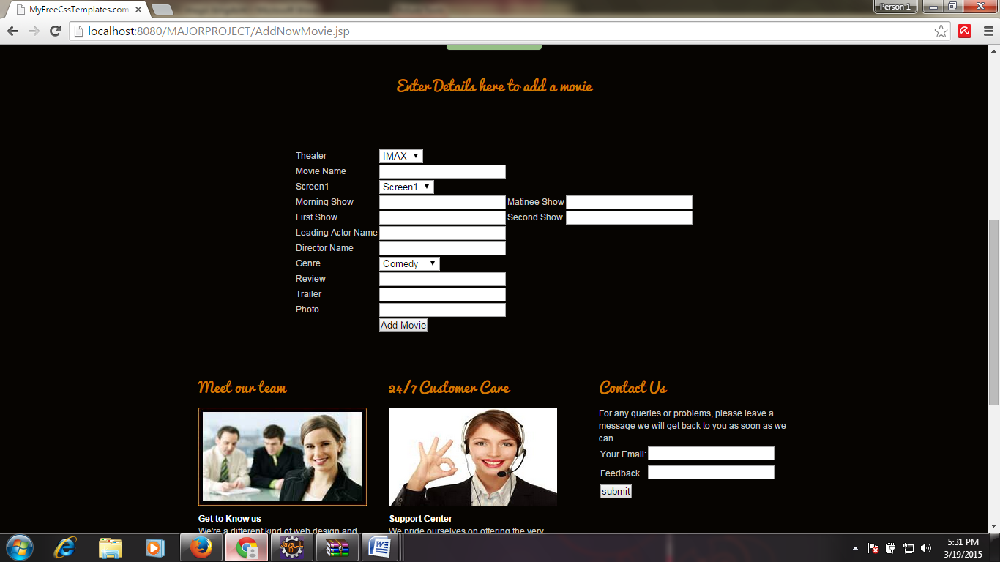 MyFreeCssTemplates.com
Person 1
localhost:8080/MAJORPROJECT/AddNowMovie.jsp
Enter Details here to add a movie
Theater IMAX
Movie Name
Screen1 Screen1
Morning Show Matinee Show
First Show Second Show
Leading Actor Name
Director Name
Genre Comedy
Review
Trailer
Photo
Add Movie
Meet our team
Get to Know us
We're a different kind of web design and
24/7 Customer Care
Support Center
We pride ourselves on offering the very
Contact Us
For any queries or problems, please leave a
message we will get back to you as soon as we
can
Your Email:
Feedback
submit
Java EE
IDE
5:31 PM
3/19/2015